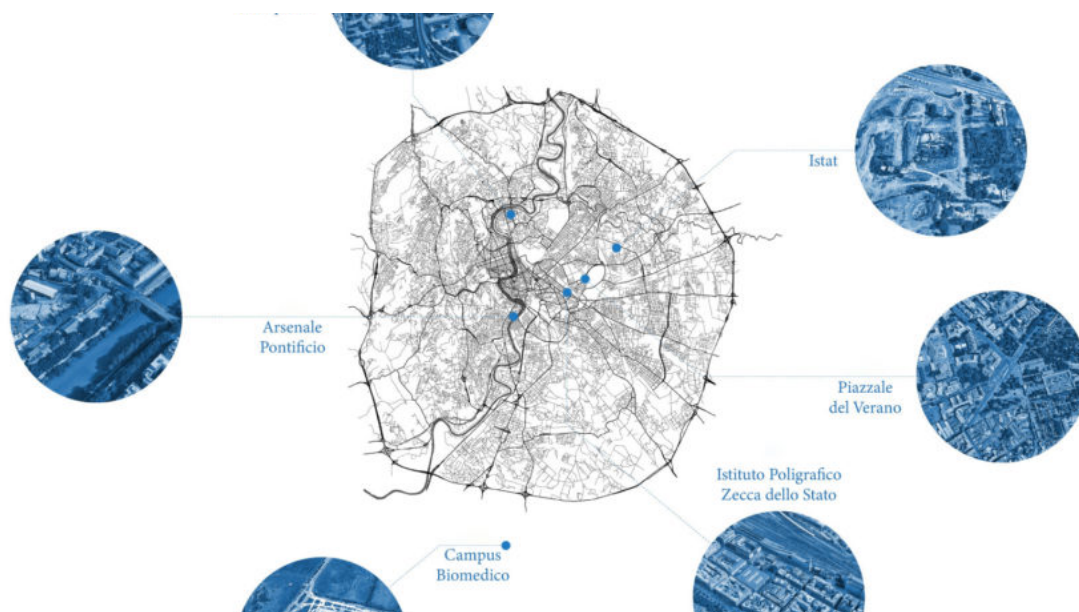 Istat
Arsenale
Pontificio
Piazzale
del Verano
Istituto Poligrafico
Zecca dello Stato
Campus
Biomedico